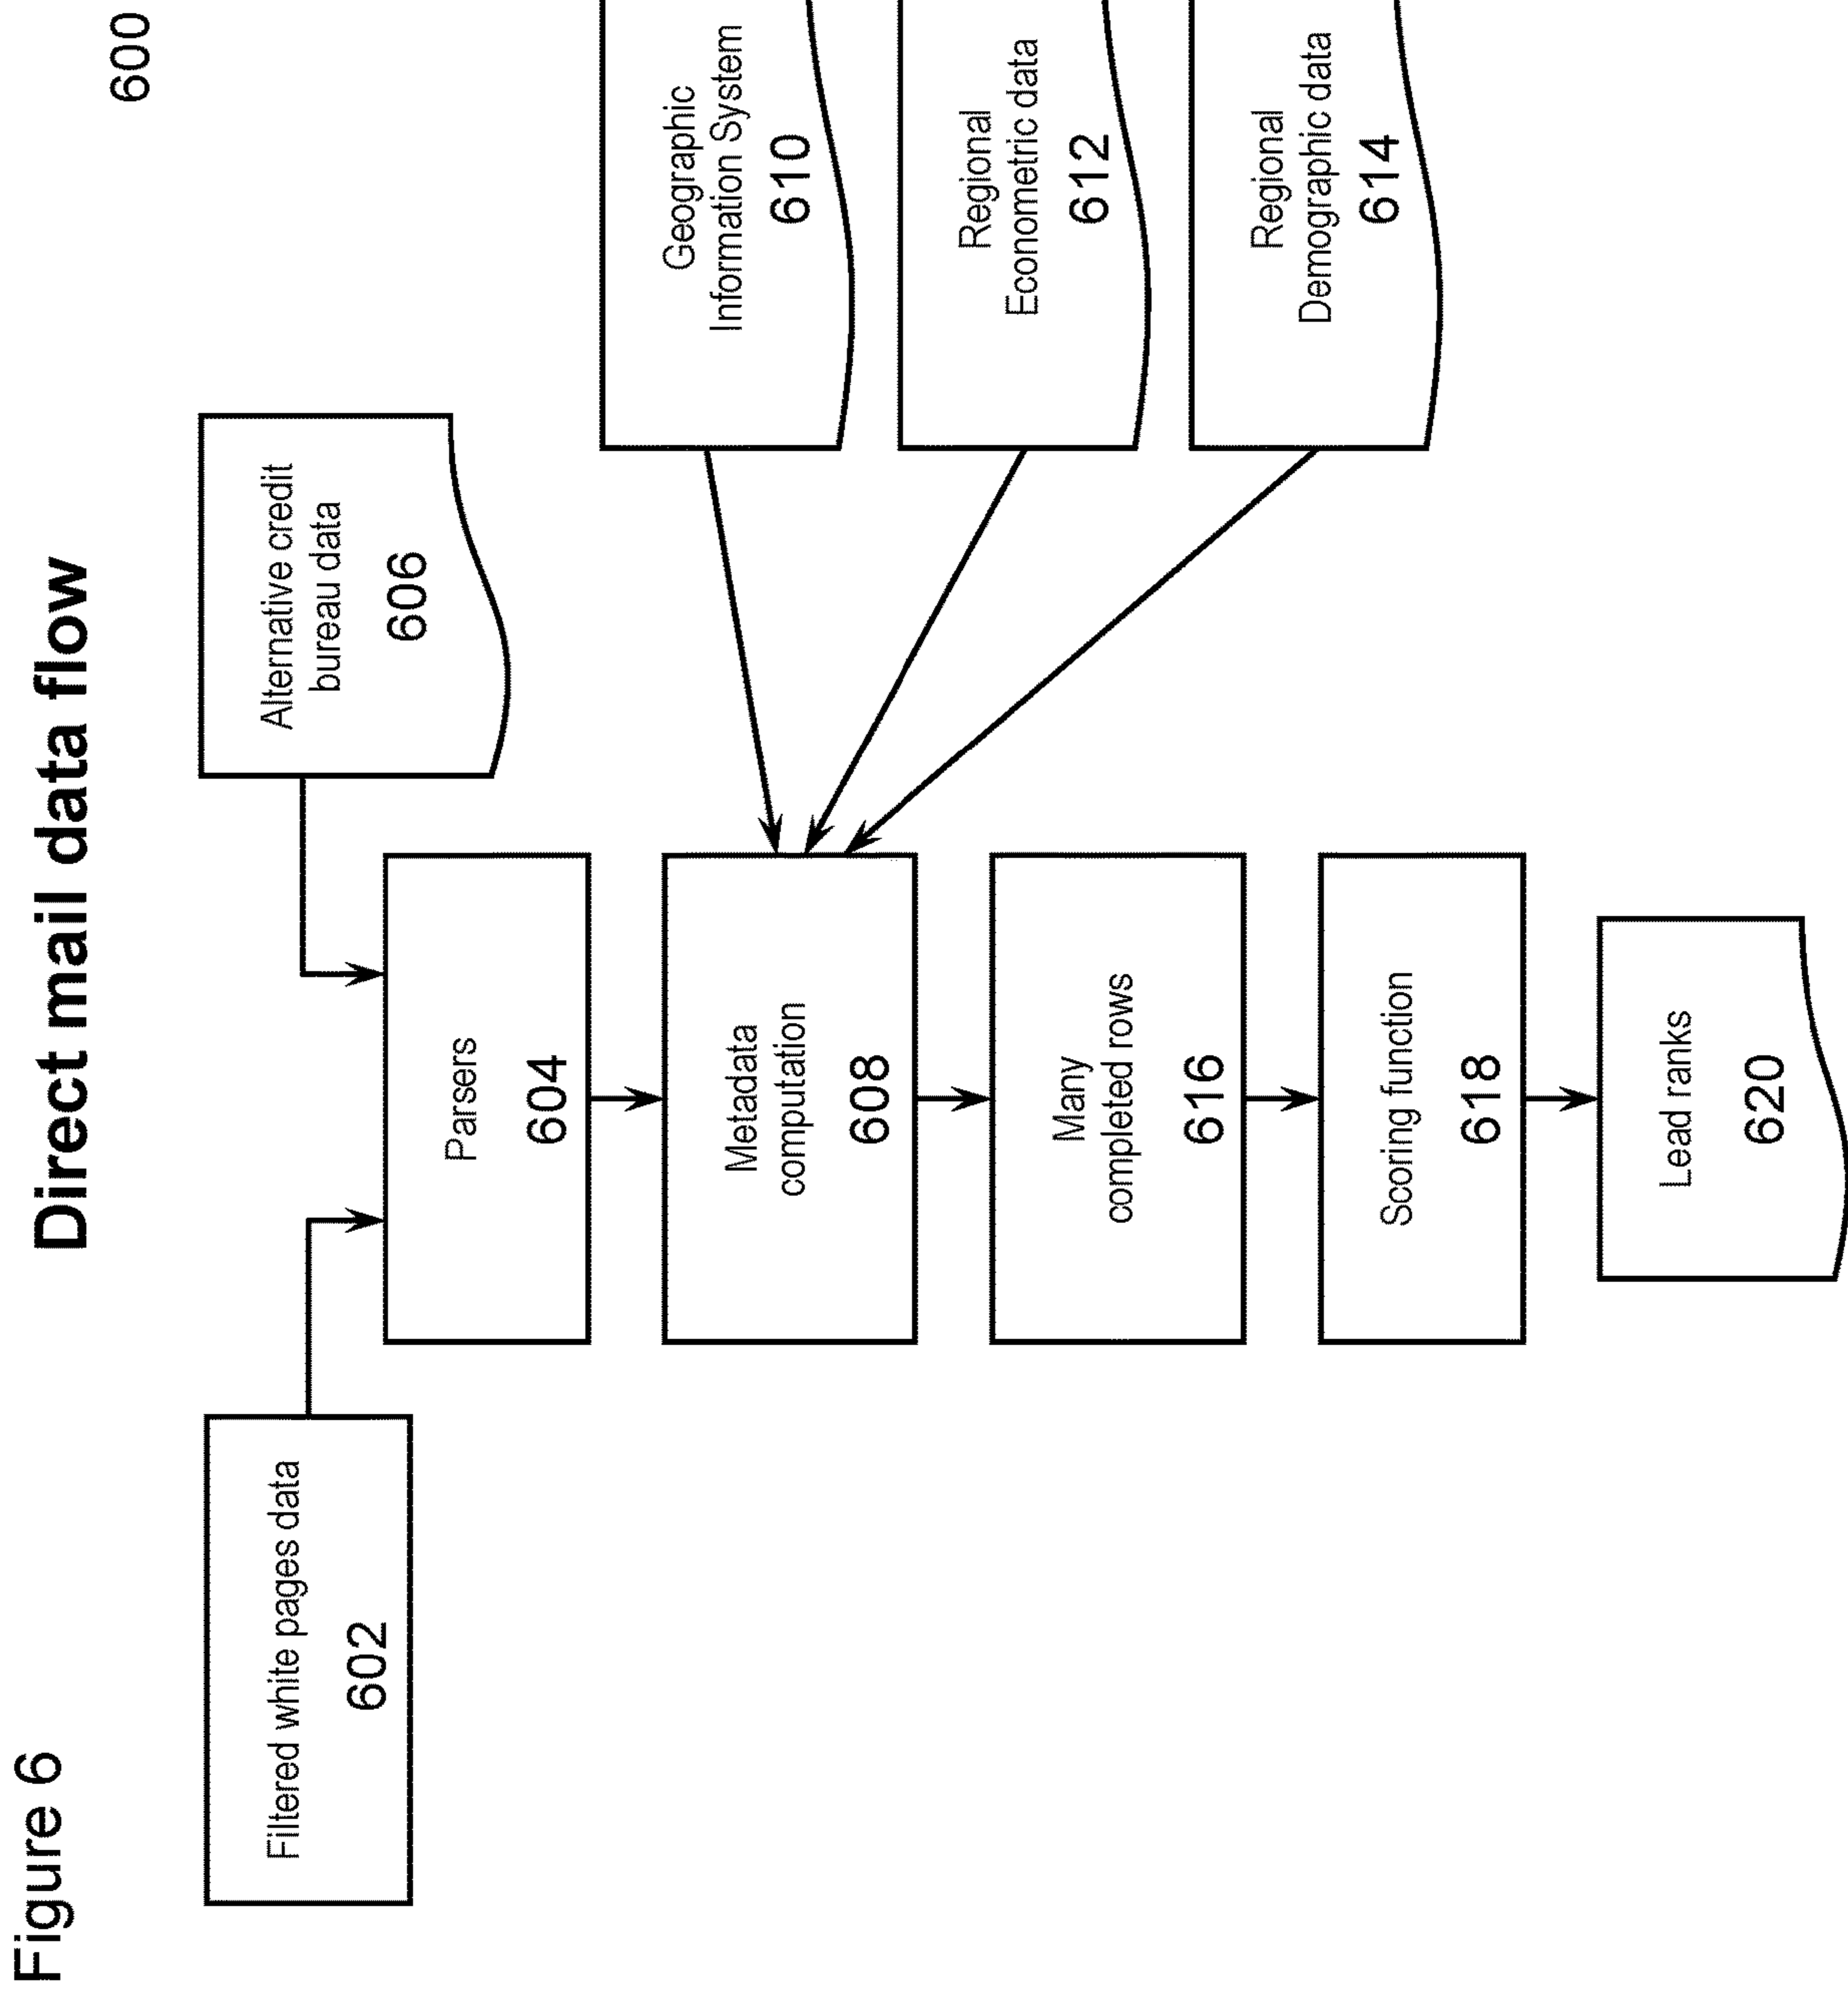 Figure 6
Direct mail data flow
600
Filtered white pages data
602
Alternative credit
bureau data
606
Parsers
604
Metadata
computation
608
Geographic
Information System
610
Regional
Econometric data
612
Regional
Demographic data
614
Many
completed rows
616
Scoring function
618
Lead ranks
620